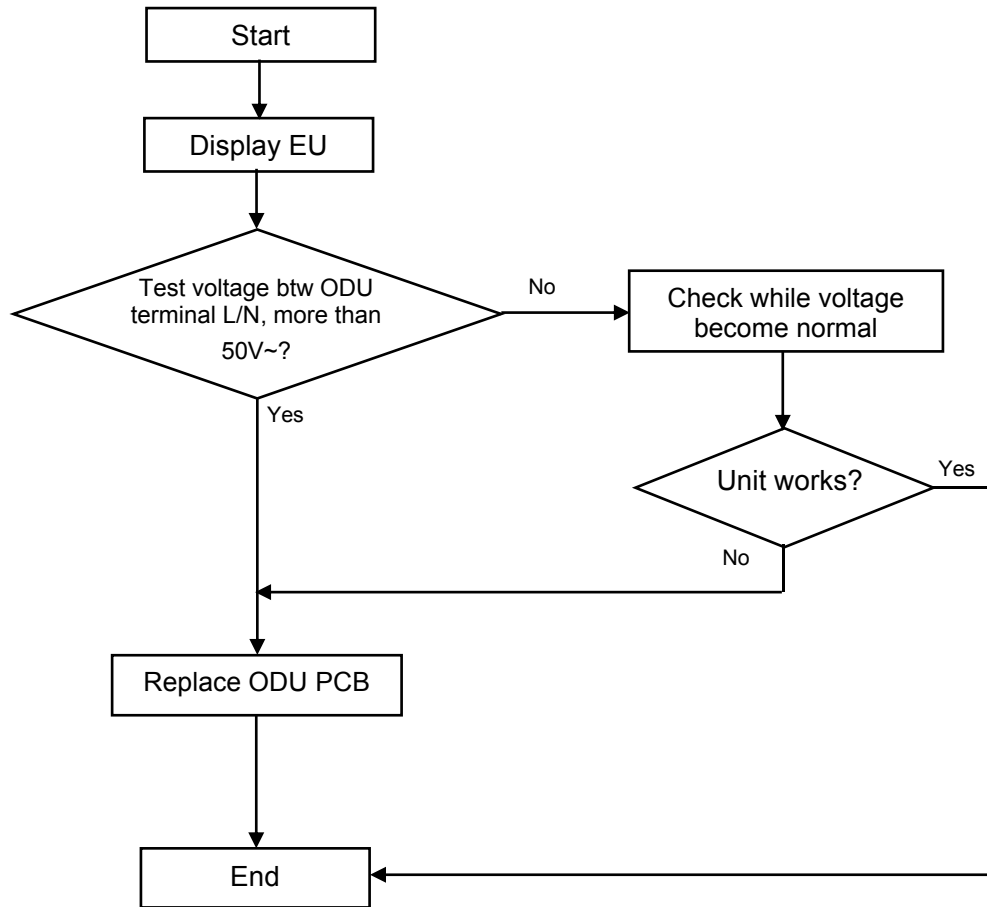 Start
Display EU
Test voltage btw ODU
terminal L/N, more than
50V~?
No
Check while voltage
become normal
Yes
Unit works?
Yes
No
Replace ODU PCB
End